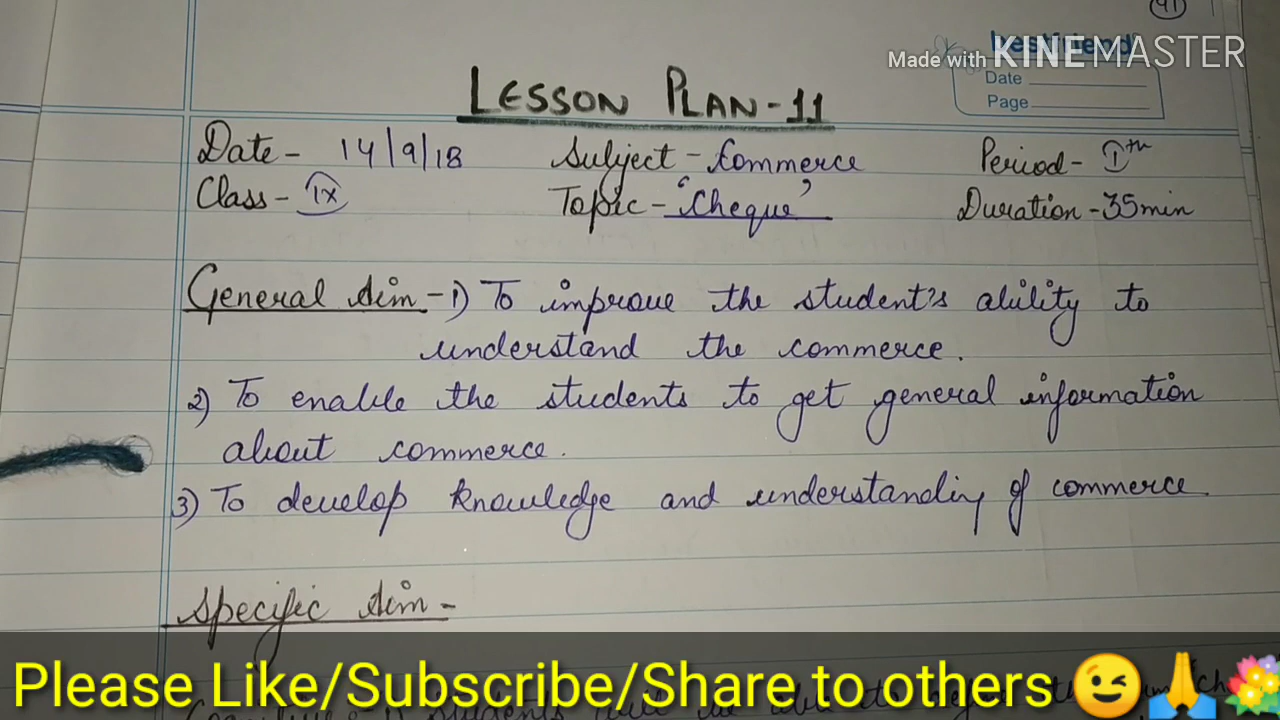 91
bestfriend
Made with KINEMASTER
Date
Page
LESSON PLAN-11
Date - 14/9/18 Subject - Commerce Period - Ith
Class - IX Topic - 'Cheque' Duration - 35min
General Aim - 1) To improve the student's ability to
understand the commerce.
2) To enable the students to get general information
about commerce.
3) To develop knowledge and understanding of commerce.
Specific Aim -
Please Like/Subscribe/Share to others 😉🙏💐